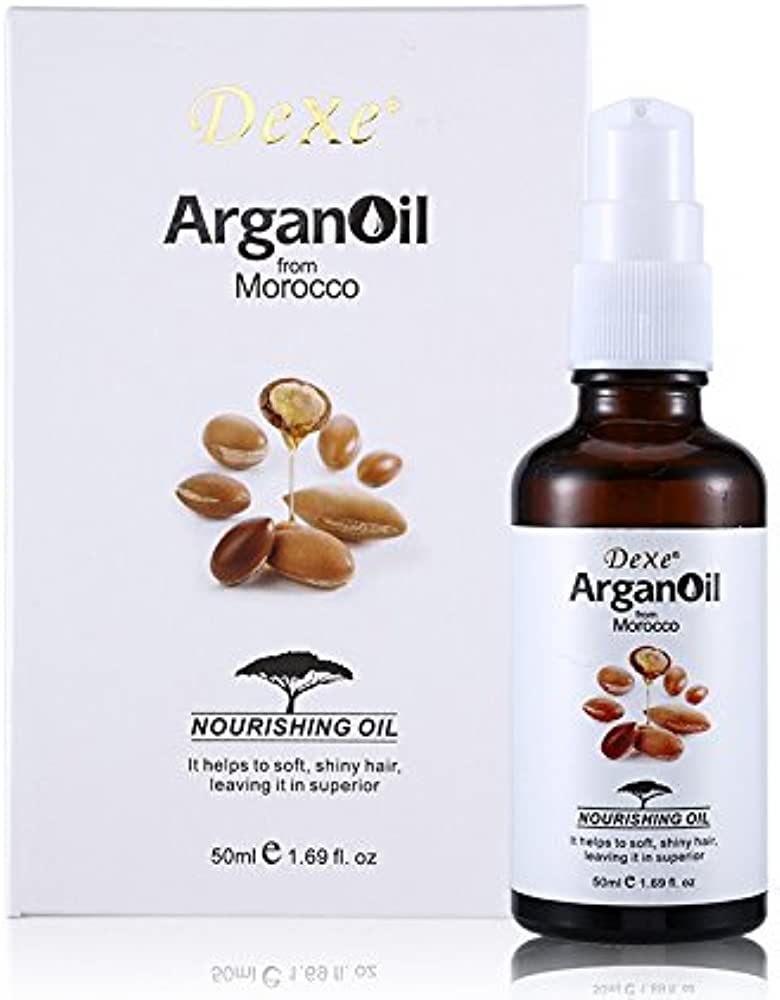 DeXe®
ArganOil
from
Morocco
NOURISHING OIL
It helps to soft, shiny hair,
leaving it in superior
50ml e 1.69 fl. oz
DeXe®
ArganOil
from
Morocco
NOURISHING OIL
It helps to soft, shiny hair,
leaving it in superior
50ml e 1.69 fl. oz